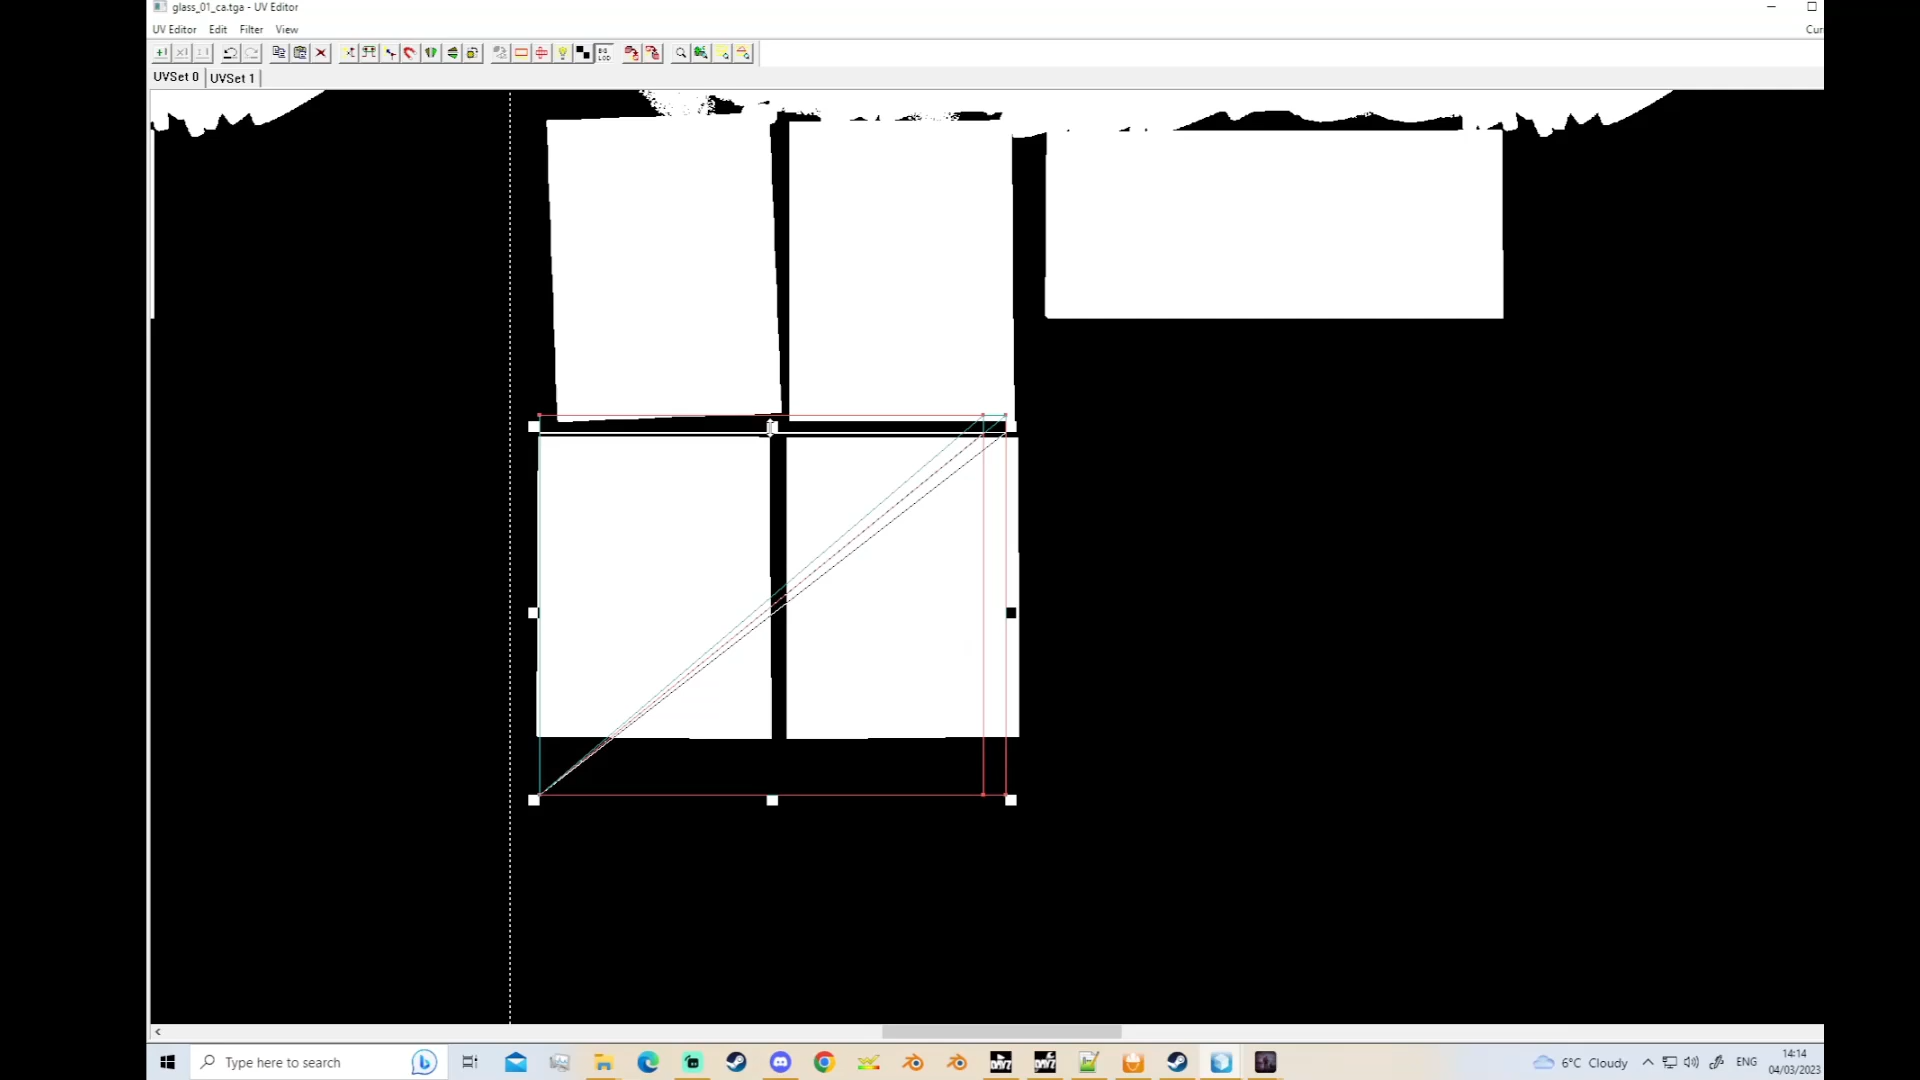 glass_01_ca.tga - UV Editor
UV Editor Edit Filter View
Cur
UVSet 0 UVSet 1
Type here to search
6°C Cloudy
ENG
14:14
04/03/2023